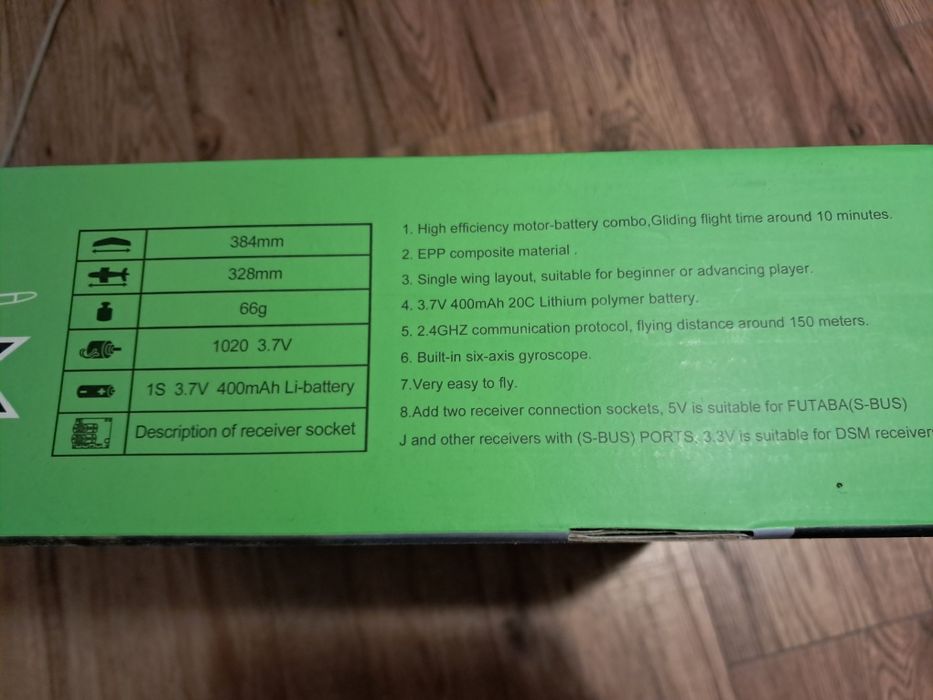 384mm
328mm
66g
1020 3.7V
1S 3.7V 400mAh Li-battery
Description of receiver socket
1. High efficiency motor-battery combo,Gliding flight time around 10 minutes.
2. EPP composite material .
3. Single wing layout, suitable for beginner or advancing player.
4. 3.7V 400mAh 20C Lithium polymer battery.
5. 2.4GHZ communication protocol, flying distance around 150 meters.
6. Built-in six-axis gyroscope.
7.Very easy to fly.
8.Add two receiver connection sockets, 5V is suitable for FUTABA(S-BUS)
J and other receivers with (S-BUS) PORTS, 3.3V is suitable for DSM receiver